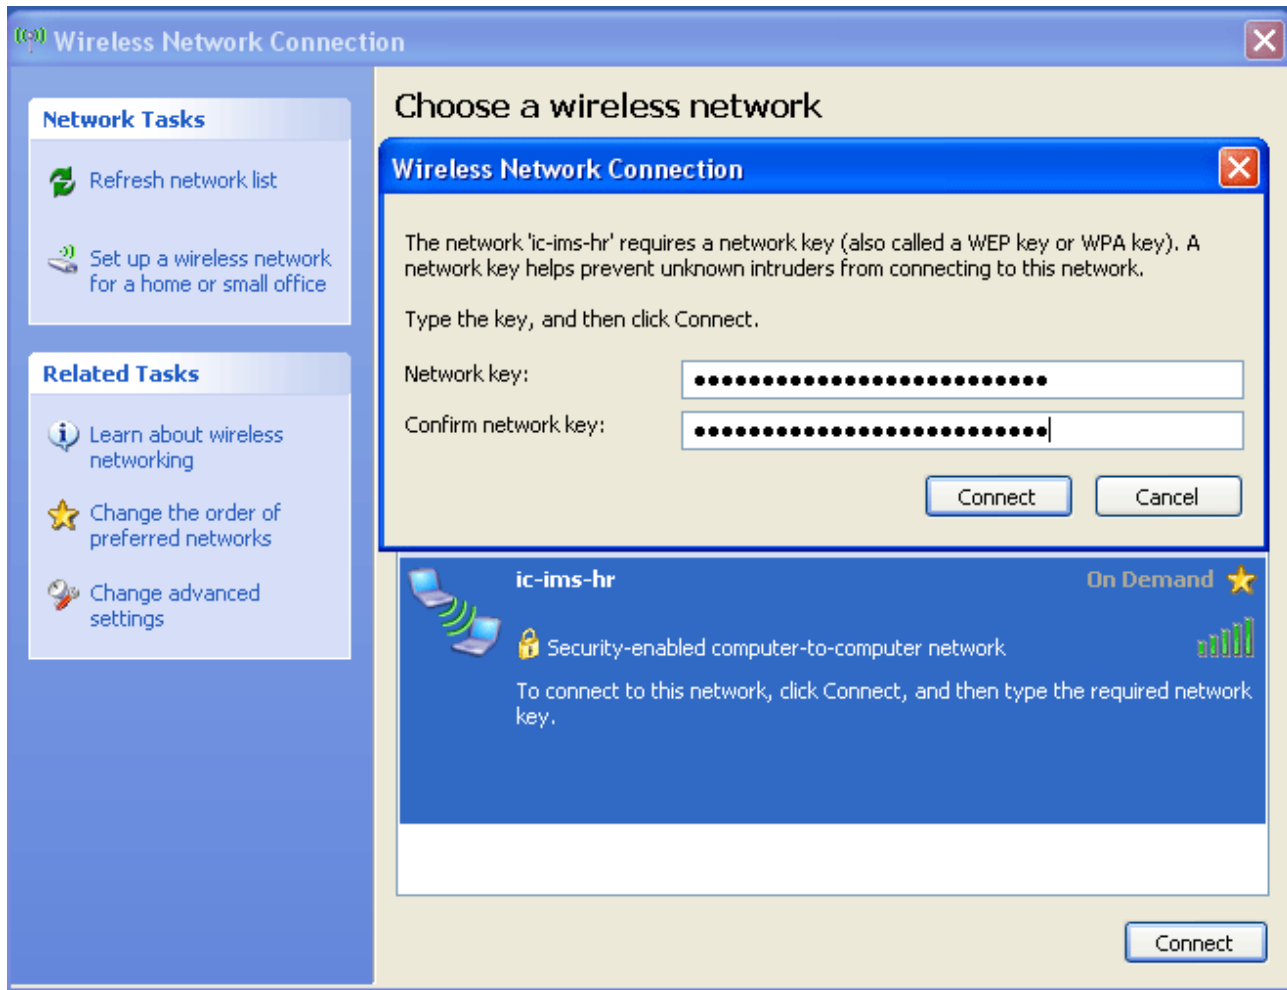 Wireless Network Connection
Network Tasks
Refresh network list
Set up a wireless network
for a home or small office
Related Tasks
Learn about wireless
networking
Change the order of
preferred networks
Change advanced
settings
Choose a wireless network
Wireless Network Connection
The network 'ic-ims-hr' requires a network key (also called a WEP key or WPA key). A
network key helps prevent unknown intruders from connecting to this network.
Type the key, and then click Connect.
Network key:
Confirm network key:
Connect Cancel
ic-ims-hr On Demand
Security-enabled computer-to-computer network
To connect to this network, click Connect, and then type the required network
key.
Connect